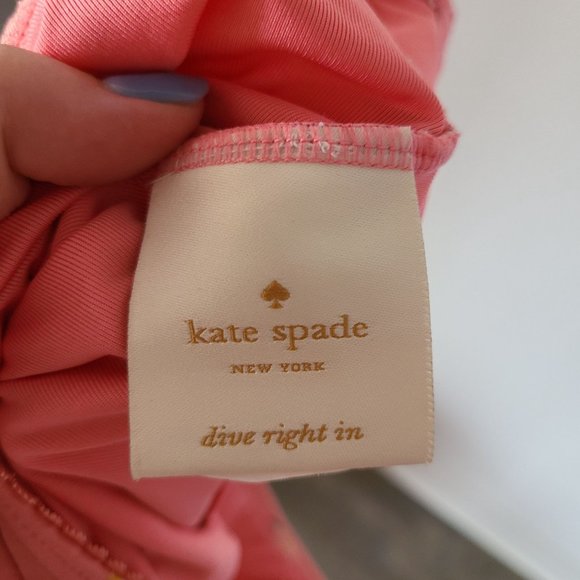 kate spade
NEW YORK
dive right in